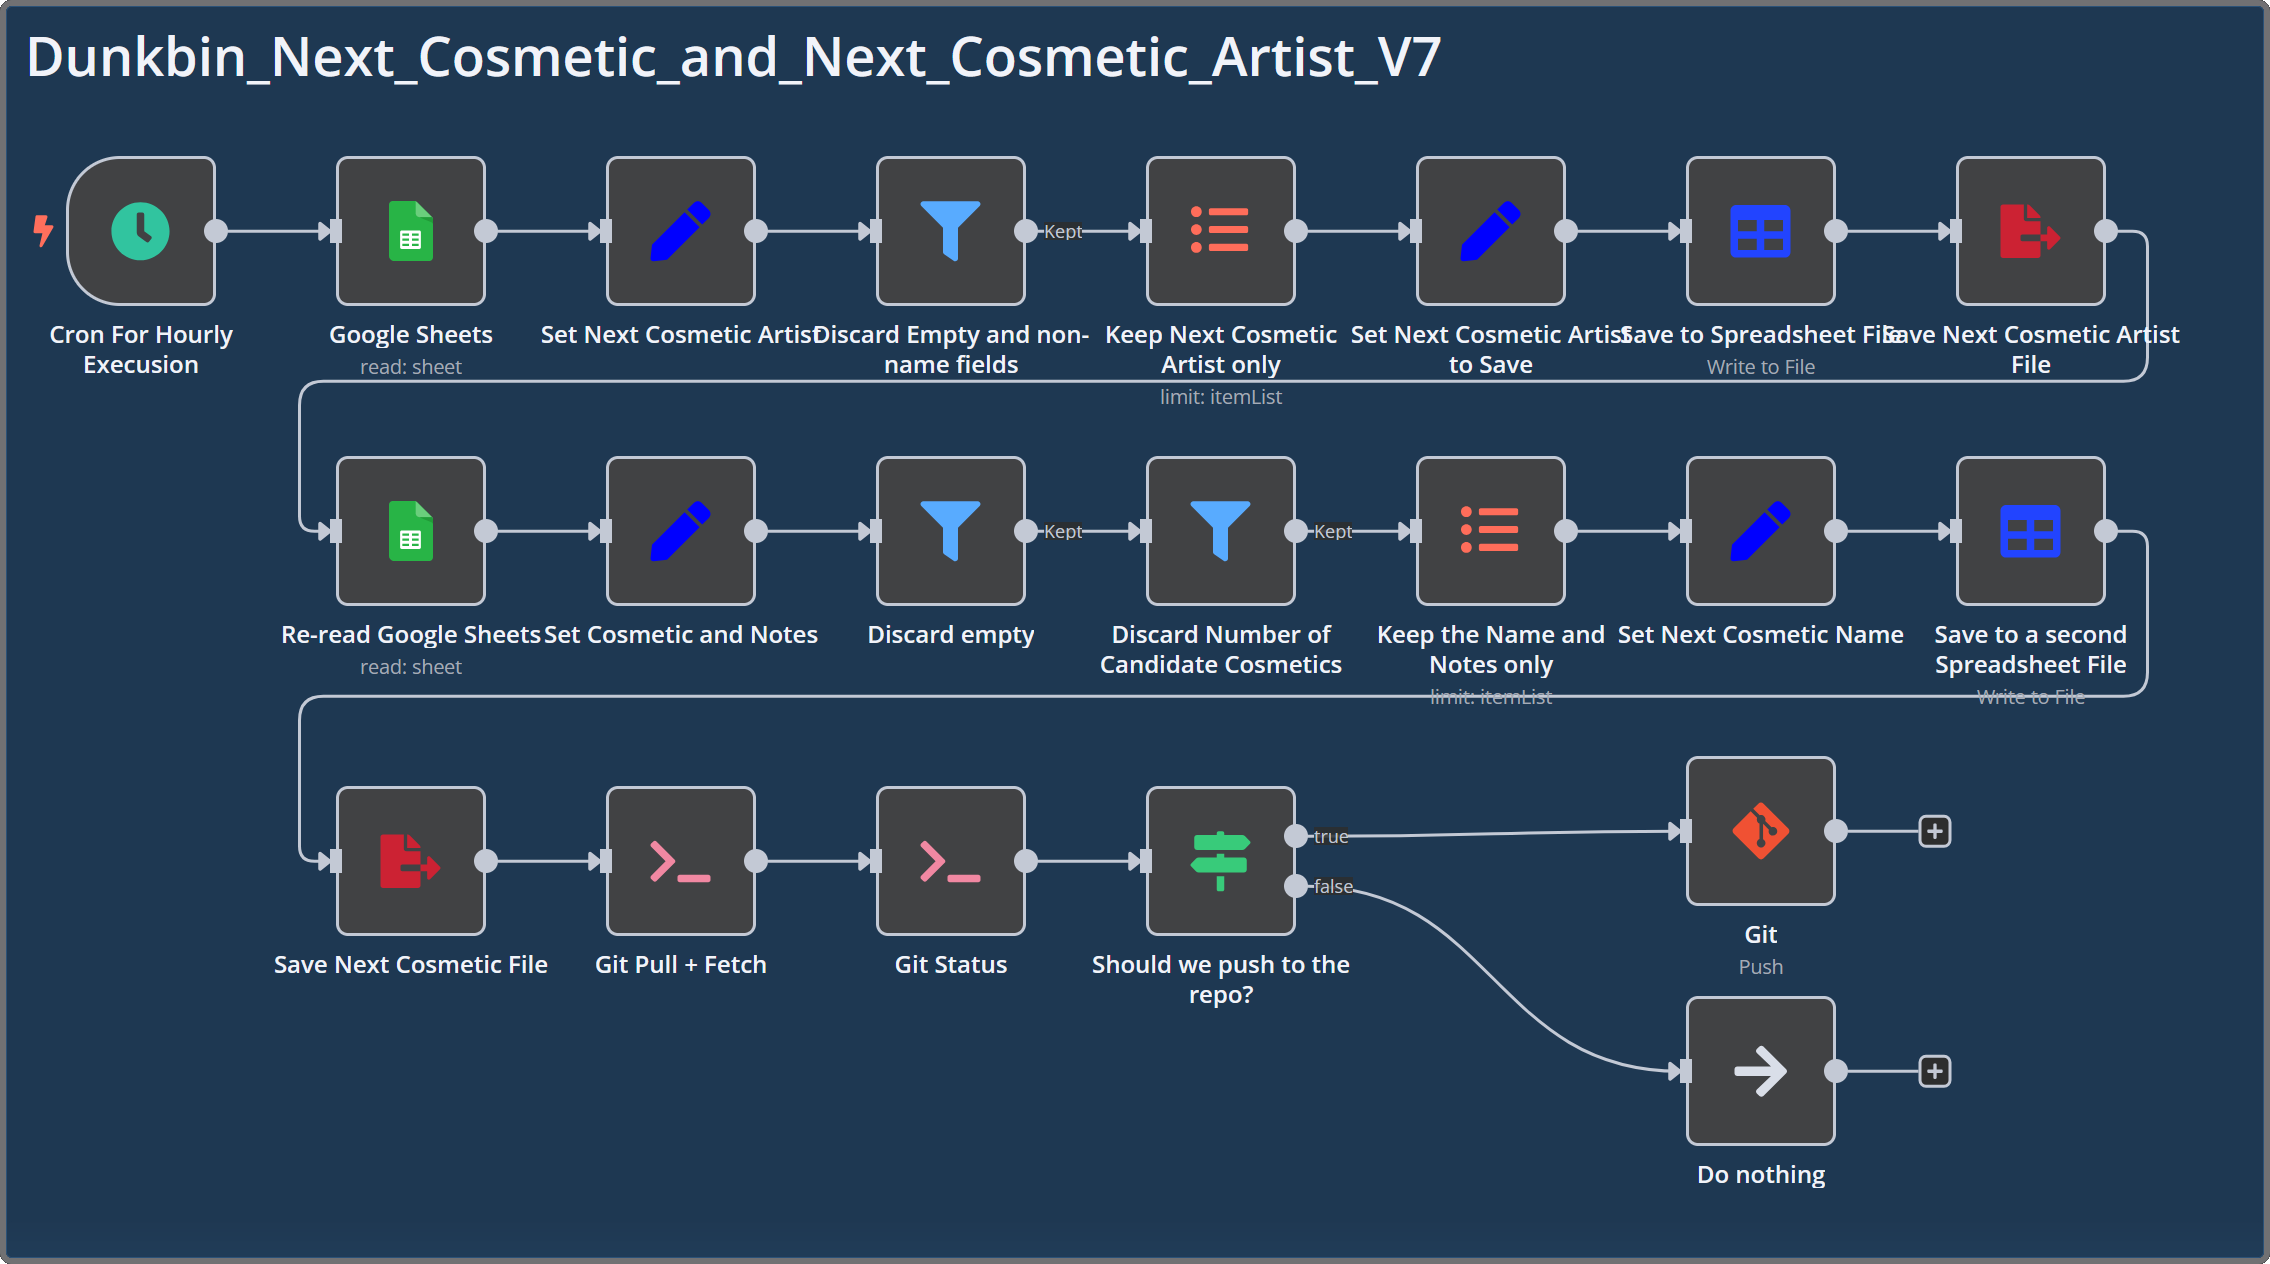 Dunkbin_Next_Cosmetic_and_Next_Cosmetic_Artist_V7
Cron For Hourly
Execusion
Google Sheets
read: sheet
Set Next Cosmetic Artist
Discard Empty and non-
name fields
Kept
Keep Next Cosmetic
Artist only
limit: itemList
Set Next Cosmetic Artist
to Save
Save to Spreadsheet File
Write to File
Save Next Cosmetic Artist
File
Re-read Google Sheets
read: sheet
Set Cosmetic and Notes
Discard empty
Kept
Discard Number of
Candidate Cosmetics
Kept
Keep the Name and
Notes only
limit: itemList
Set Next Cosmetic Name
Save to a second
Spreadsheet File
Write to File
Save Next Cosmetic File
Git Pull + Fetch
Git Status
Should we push to the
repo?
true
false
Git
Push
Do nothing